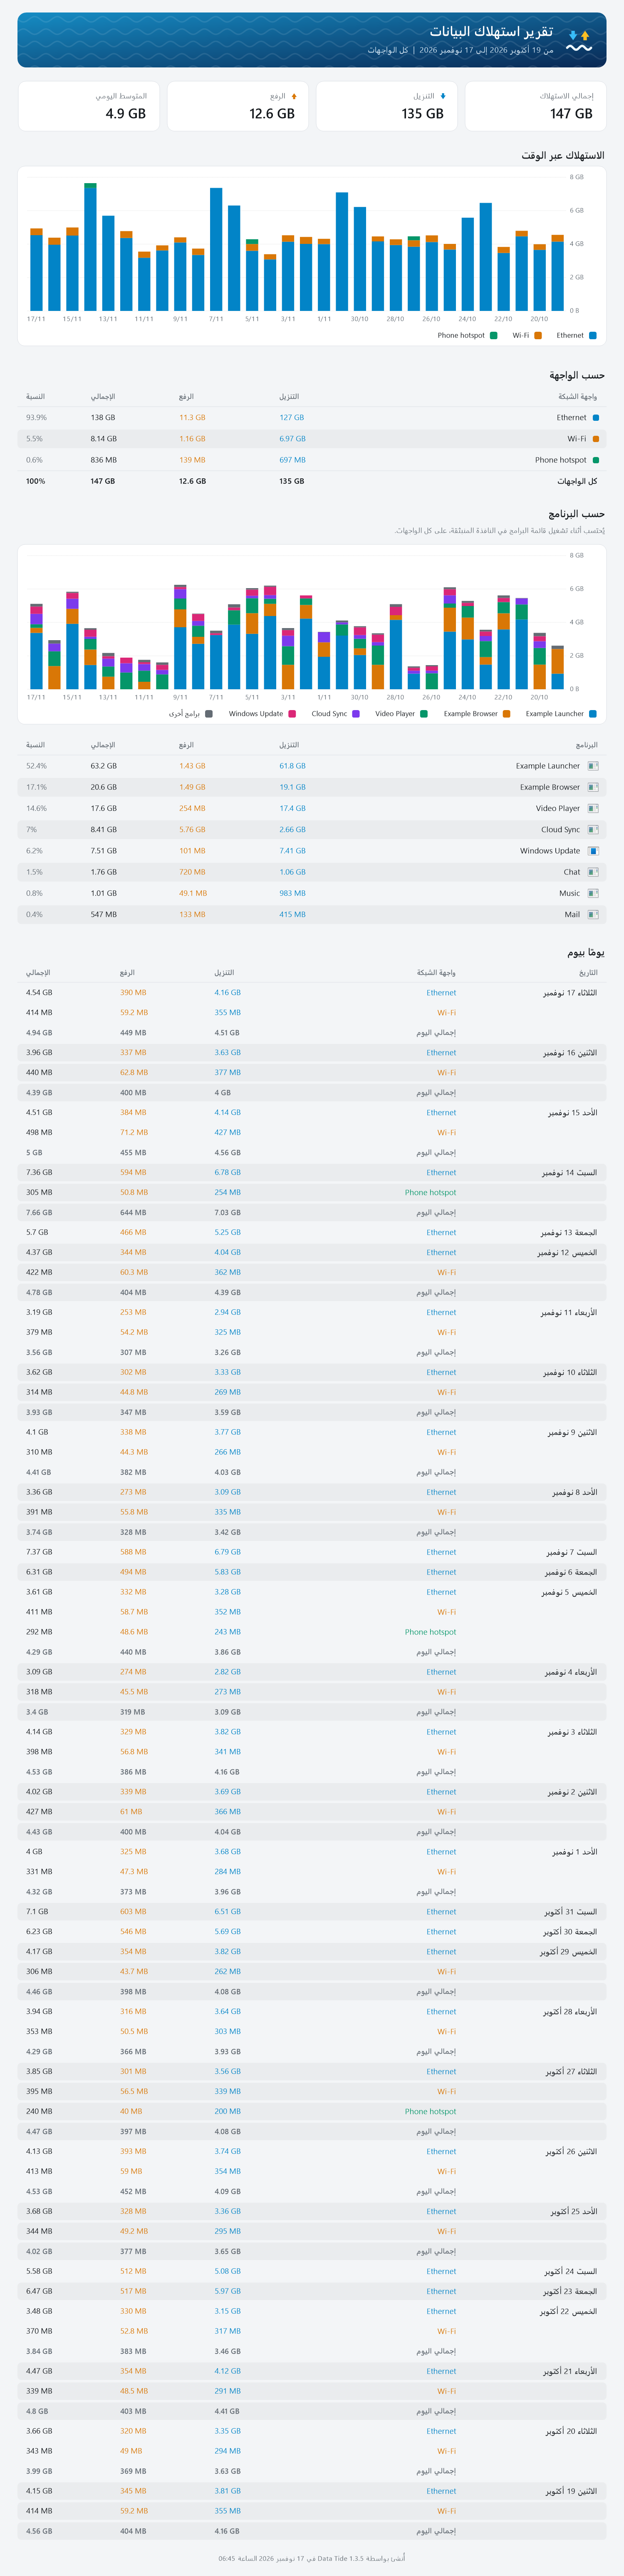 تقرير استهلاك البيانات
من 19 أكتوبر 2026 إلى 17 نوفمبر 2026 | كل الواجهات
إجمالي الاستهلاك التنزيل الرفع المتوسط اليومي
147 GB 135 GB 12.6 GB 4.9 GB
الاستهلاك عبر الوقت
8 GB
6 GB
4 GB
2 GB
0 B
17/11 15/11 13/11 11/11 9/11 7/11 5/11 3/11 1/11 30/10 28/10 26/10 24/10 22/10 20/10
Ethernet Wi-Fi Phone hotspot
حسب الواجهة
واجهة الشبكة التنزيل الرفع الإجمالي النسبة
Ethernet 127 GB 11.3 GB 138 GB 93.9%
Wi-Fi 6.97 GB 1.16 GB 8.14 GB 5.5%
Phone hotspot 697 MB 139 MB 836 MB 0.6%
كل الواجهات 135 GB 12.6 GB 147 GB 100%
حسب البرنامج
يُحتسب أثناء تشغيل قائمة البرامج في النافذة المنبثقة، على كل الواجهات.
8 GB
6 GB
4 GB
2 GB
0 B
17/11 15/11 13/11 11/11 9/11 7/11 5/11 3/11 1/11 30/10 28/10 26/10 24/10 22/10 20/10
Example Launcher Example Browser Video Player Cloud Sync Windows Update برامج أخرى
البرنامج التنزيل الرفع الإجمالي النسبة
Example Launcher 61.8 GB 1.43 GB 63.2 GB 52.4%
Example Browser 19.1 GB 1.49 GB 20.6 GB 17.1%
Video Player 17.4 GB 254 MB 17.6 GB 14.6%
Cloud Sync 2.66 GB 5.76 GB 8.41 GB 7%
Windows Update 7.41 GB 101 MB 7.51 GB 6.2%
Chat 1.06 GB 720 MB 1.76 GB 1.5%
Music 983 MB 49.1 MB 1.01 GB 0.8%
Mail 415 MB 133 MB 547 MB 0.4%
يومًا بيوم
التاريخ واجهة الشبكة التنزيل الرفع الإجمالي
الثلاثاء 17 نوفمبر Ethernet 4.16 GB 390 MB 4.54 GB
Wi-Fi 355 MB 59.2 MB 414 MB
إجمالي اليوم 4.51 GB 449 MB 4.94 GB
الاثنين 16 نوفمبر Ethernet 3.63 GB 337 MB 3.96 GB
Wi-Fi 377 MB 62.8 MB 440 MB
إجمالي اليوم 4 GB 400 MB 4.39 GB
الأحد 15 نوفمبر Ethernet 4.14 GB 384 MB 4.51 GB
Wi-Fi 427 MB 71.2 MB 498 MB
إجمالي اليوم 4.56 GB 455 MB 5 GB
السبت 14 نوفمبر Ethernet 6.78 GB 594 MB 7.36 GB
Phone hotspot 254 MB 50.8 MB 305 MB
إجمالي اليوم 7.03 GB 644 MB 7.66 GB
الجمعة 13 نوفمبر Ethernet 5.25 GB 466 MB 5.7 GB
الخميس 12 نوفمبر Ethernet 4.04 GB 344 MB 4.37 GB
Wi-Fi 362 MB 60.3 MB 422 MB
إجمالي اليوم 4.39 GB 404 MB 4.78 GB
الأربعاء 11 نوفمبر Ethernet 2.94 GB 253 MB 3.19 GB
Wi-Fi 325 MB 54.2 MB 379 MB
إجمالي اليوم 3.26 GB 307 MB 3.56 GB
الثلاثاء 10 نوفمبر Ethernet 3.33 GB 302 MB 3.62 GB
Wi-Fi 269 MB 44.8 MB 314 MB
إجمالي اليوم 3.59 GB 347 MB 3.93 GB
الاثنين 9 نوفمبر Ethernet 3.77 GB 338 MB 4.1 GB
Wi-Fi 266 MB 44.3 MB 310 MB
إجمالي اليوم 4.03 GB 382 MB 4.41 GB
الأحد 8 نوفمبر Ethernet 3.09 GB 273 MB 3.36 GB
Wi-Fi 335 MB 55.8 MB 391 MB
إجمالي اليوم 3.42 GB 328 MB 3.74 GB
السبت 7 نوفمبر Ethernet 6.79 GB 588 MB 7.37 GB
الجمعة 6 نوفمبر Ethernet 5.83 GB 494 MB 6.31 GB
الخميس 5 نوفمبر Ethernet 3.28 GB 332 MB 3.61 GB
Wi-Fi 352 MB 58.7 MB 411 MB
Phone hotspot 243 MB 48.6 MB 292 MB
إجمالي اليوم 3.86 GB 440 MB 4.29 GB
الأربعاء 4 نوفمبر Ethernet 2.82 GB 274 MB 3.09 GB
Wi-Fi 273 MB 45.5 MB 318 MB
إجمالي اليوم 3.09 GB 319 MB 3.4 GB
الثلاثاء 3 نوفمبر Ethernet 3.82 GB 329 MB 4.14 GB
Wi-Fi 341 MB 56.8 MB 398 MB
إجمالي اليوم 4.16 GB 386 MB 4.53 GB
الاثنين 2 نوفمبر Ethernet 3.69 GB 339 MB 4.02 GB
Wi-Fi 366 MB 61 MB 427 MB
إجمالي اليوم 4.04 GB 400 MB 4.43 GB
الأحد 1 نوفمبر Ethernet 3.68 GB 325 MB 4 GB
Wi-Fi 284 MB 47.3 MB 331 MB
إجمالي اليوم 3.96 GB 373 MB 4.32 GB
السبت 31 أكتوبر Ethernet 6.51 GB 603 MB 7.1 GB
الجمعة 30 أكتوبر Ethernet 5.69 GB 546 MB 6.23 GB
الخميس 29 أكتوبر Ethernet 3.82 GB 354 MB 4.17 GB
Wi-Fi 262 MB 43.7 MB 306 MB
إجمالي اليوم 4.08 GB 398 MB 4.46 GB
الأربعاء 28 أكتوبر Ethernet 3.64 GB 316 MB 3.94 GB
Wi-Fi 303 MB 50.5 MB 353 MB
إجمالي اليوم 3.93 GB 366 MB 4.29 GB
الثلاثاء 27 أكتوبر Ethernet 3.56 GB 301 MB 3.85 GB
Wi-Fi 339 MB 56.5 MB 395 MB
Phone hotspot 200 MB 40 MB 240 MB
إجمالي اليوم 4.08 GB 397 MB 4.47 GB
الاثنين 26 أكتوبر Ethernet 3.74 GB 393 MB 4.13 GB
Wi-Fi 354 MB 59 MB 413 MB
إجمالي اليوم 4.09 GB 452 MB 4.53 GB
الأحد 25 أكتوبر Ethernet 3.36 GB 328 MB 3.68 GB
Wi-Fi 295 MB 49.2 MB 344 MB
إجمالي اليوم 3.65 GB 377 MB 4.02 GB
السبت 24 أكتوبر Ethernet 5.08 GB 512 MB 5.58 GB
الجمعة 23 أكتوبر Ethernet 5.97 GB 517 MB 6.47 GB
الخميس 22 أكتوبر Ethernet 3.15 GB 330 MB 3.48 GB
Wi-Fi 317 MB 52.8 MB 370 MB
إجمالي اليوم 3.46 GB 383 MB 3.84 GB
الأربعاء 21 أكتوبر Ethernet 4.12 GB 354 MB 4.47 GB
Wi-Fi 291 MB 48.5 MB 339 MB
إجمالي اليوم 4.41 GB 403 MB 4.8 GB
الثلاثاء 20 أكتوبر Ethernet 3.35 GB 320 MB 3.66 GB
Wi-Fi 294 MB 49 MB 343 MB
إجمالي اليوم 3.63 GB 369 MB 3.99 GB
الاثنين 19 أكتوبر Ethernet 3.81 GB 345 MB 4.15 GB
Wi-Fi 355 MB 59.2 MB 414 MB
إجمالي اليوم 4.16 GB 404 MB 4.56 GB
أُنشئ بواسطة Data Tide 1.3.5 في 17 نوفمبر 2026 الساعة 06:45